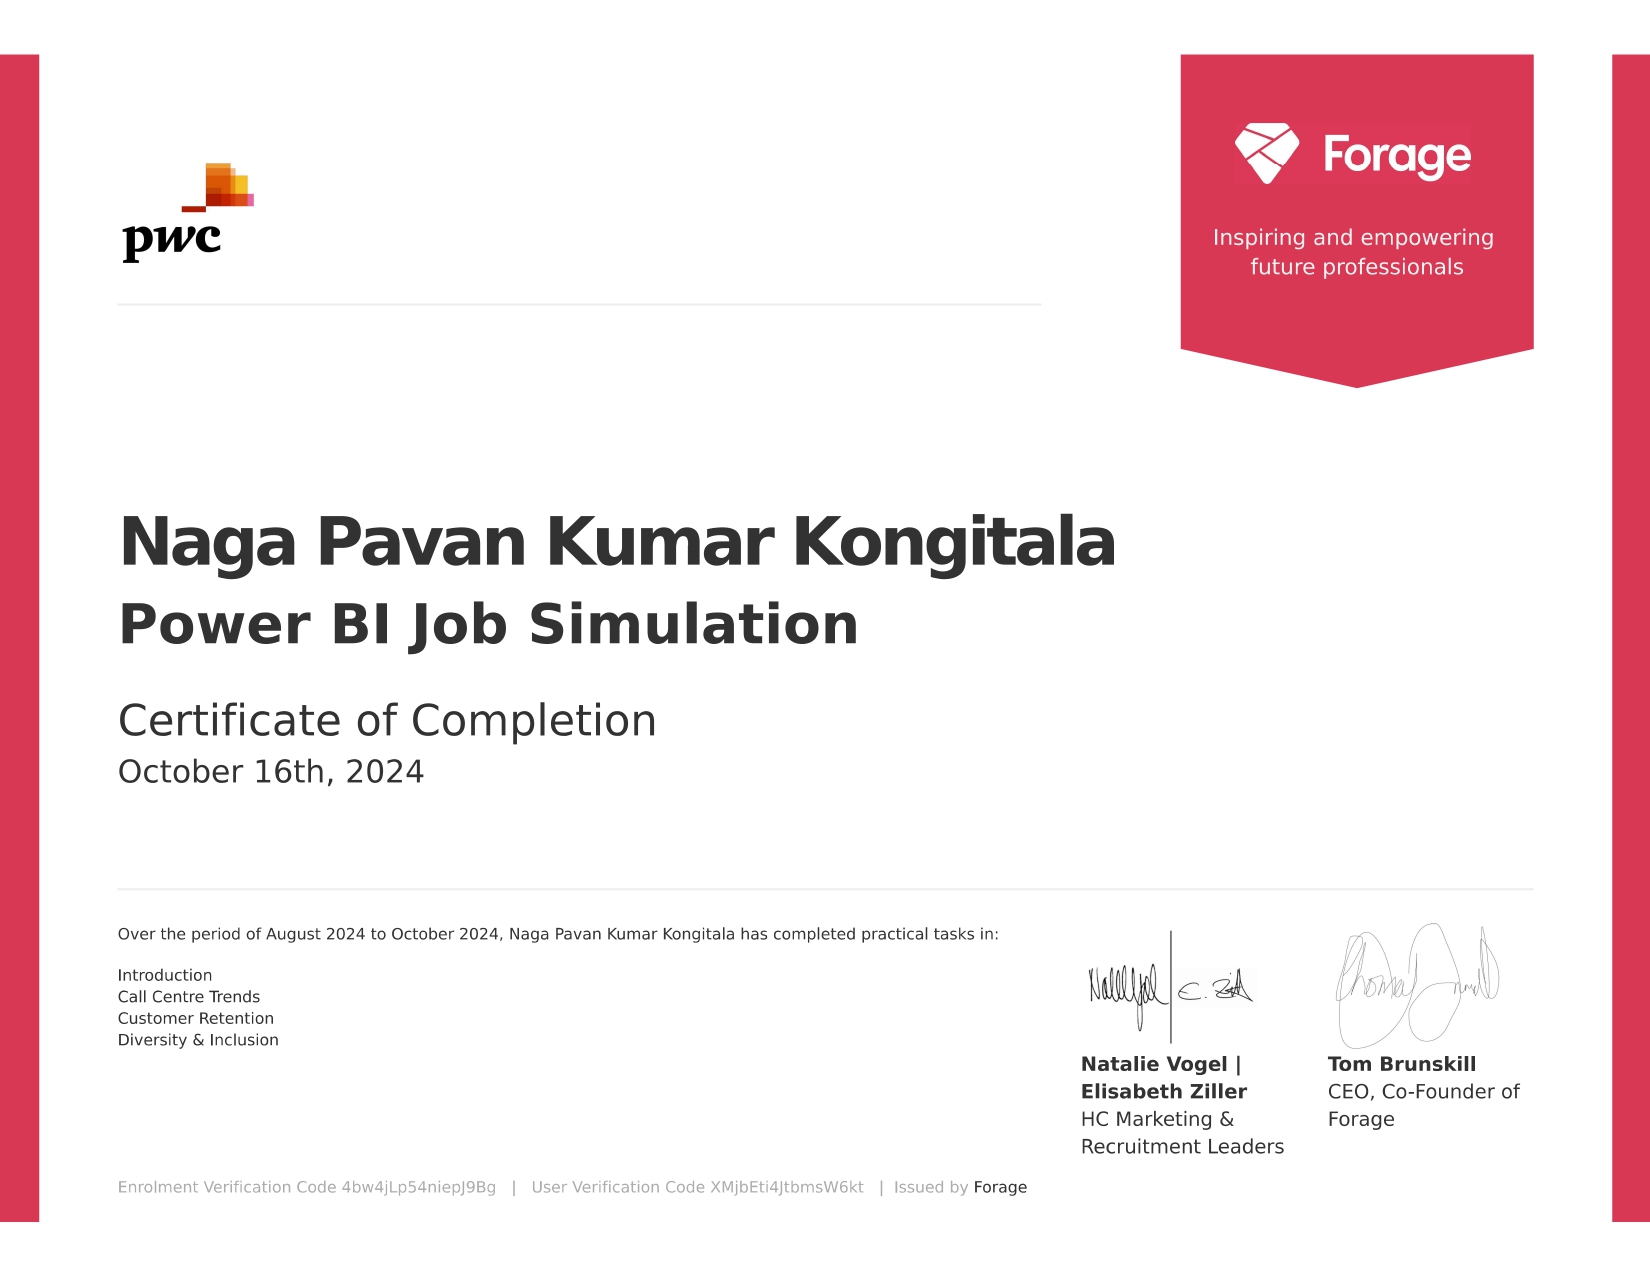 pwc
Forage
Inspiring and empowering
future professionals
Naga Pavan Kumar Kongitala
Power BI Job Simulation
Certificate of Completion
October 16th, 2024
Over the period of August 2024 to October 2024, Naga Pavan Kumar Kongitala has completed practical tasks in:
Introduction
Call Centre Trends
Customer Retention
Diversity & Inclusion
Natalie Vogel |
Elisabeth Ziller
HC Marketing &
Recruitment Leaders
Tom Brunskill
CEO, Co-Founder of
Forage
Enrolment Verification Code 4bw4jLp54niepJ9Bg | User Verification Code XMjbEti4JtbmsW6kt | Issued by Forage